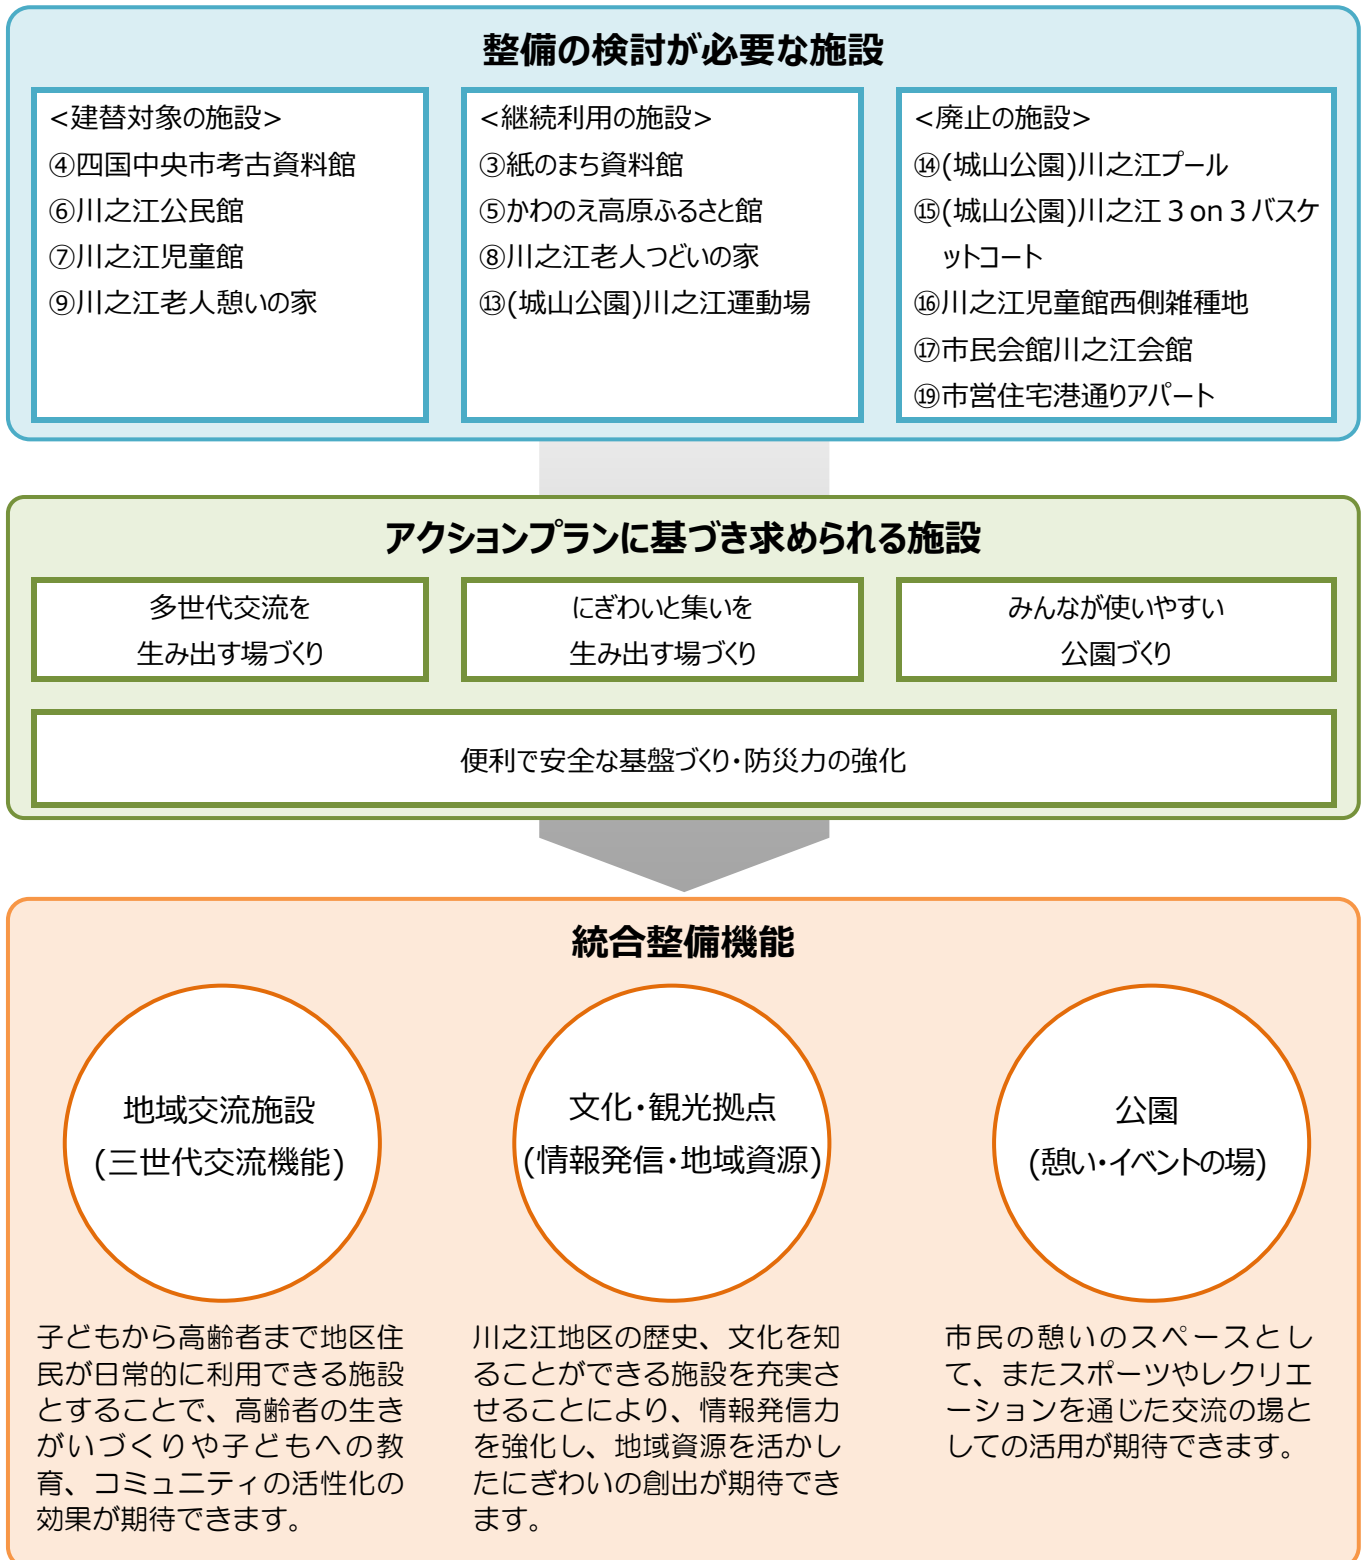 整備の検討が必要な施設
<建替対象の施設>
④四国中央市考古資料館
⑥川之江公民館
⑦川之江児童館
⑨川之江老人憩いの家
<継続利用の施設>
③紙のまち資料館
⑤かわのえ高原ふるさと館
⑧川之江老人つどいの家
⑬(城山公園)川之江運動場
<廃止の施設>
⑭(城山公園)川之江プール
⑮(城山公園)川之江３on３バスケ
ットコート
⑯川之江児童館西側雑種地
⑰市民会館川之江会館
⑲市営住宅港通りアパート
アクションプランに基づき求められる施設
多世代交流を
生み出す場づくり
にぎわいと集いを
生み出す場づくり
みんなが使いやすい
公園づくり
便利で安全な基盤づくり・防災力の強化
統合整備機能
地域交流施設
(三世代交流機能)
文化・観光拠点
(情報発信・地域資源)
公園
(憩い・イベントの場)
子どもから高齢者まで地区住
民が日常的に利用できる施設
とすることで、高齢者の生き
がいづくりや子どもへの教
育、コミュニティの活性化の
効果が期待できます。
川之江地区の歴史、文化を知
ることができる施設を充実さ
せることにより、情報発信力
を強化し、地域資源を活かし
たにぎわいの創出が期待でき
ます。
市民の憩いのスペースとし
て、またスポーツやレクリエ
ーションを通じた交流の場と
しての活用が期待できます。